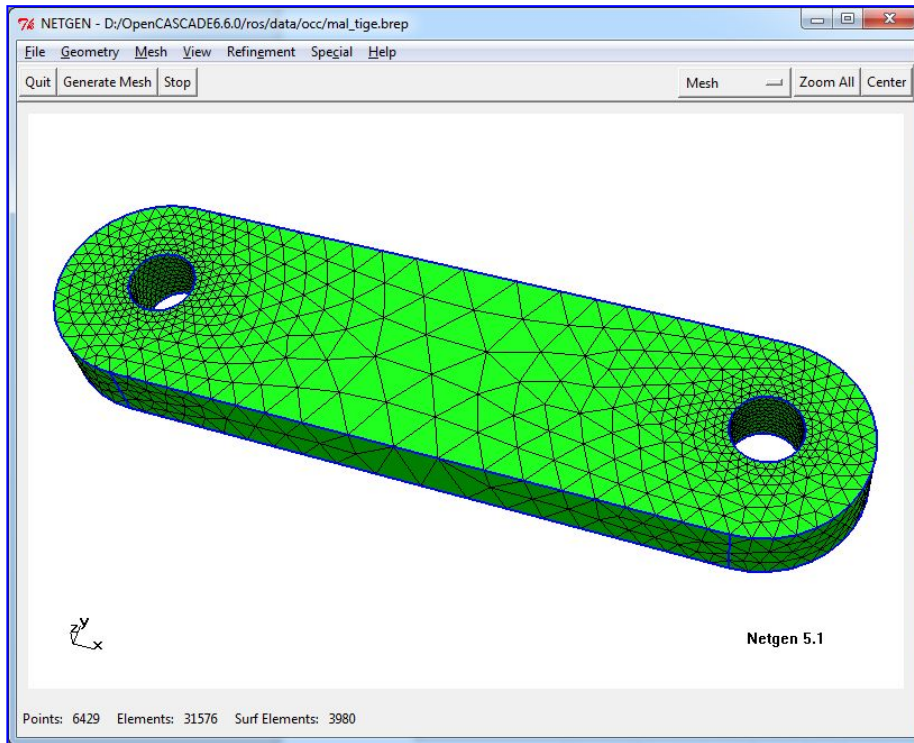 NETGEN - D:/OpenCASCADE6.6.0/ros/data/occ/mal_tige.brep
File Geometry Mesh View Refinement Special Help
Quit Generate Mesh Stop Mesh Zoom All Center
z y x
Netgen 5.1
Points: 6429 Elements: 31576 Surf Elements: 3980